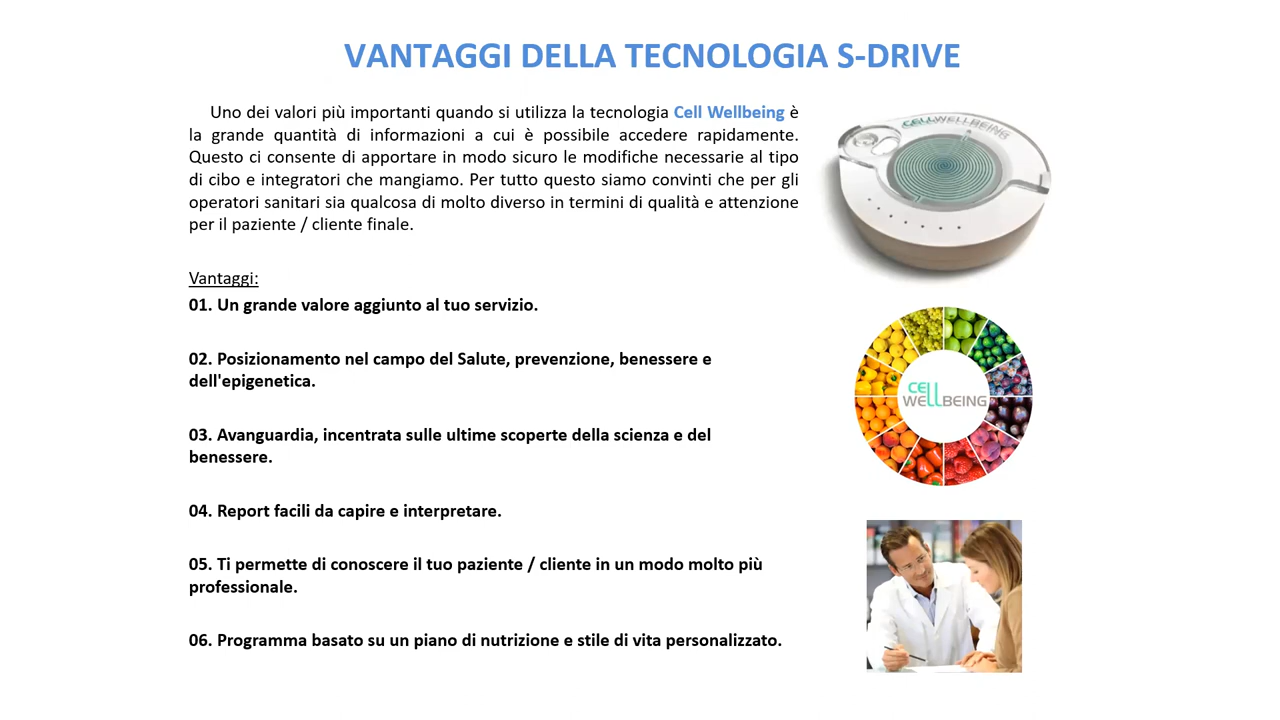 VANTAGGI DELLA TECNOLOGIA S-DRIVE
Uno dei valori più importanti quando si utilizza la tecnologia Cell Wellbeing è
la grande quantità di informazioni a cui è possibile accedere rapidamente.
Questo ci consente di apportare in modo sicuro le modifiche necessarie al tipo
di cibo e integratori che mangiamo. Per tutto questo siamo convinti che per gli
operatori sanitari sia qualcosa di molto diverso in termini di qualità e attenzione
per il paziente / cliente finale.
Vantaggi:
01. Un grande valore aggiunto al tuo servizio.
02. Posizionamento nel campo del Salute, prevenzione, benessere e
dell'epigenetica.
03. Avanguardia, incentrata sulle ultime scoperte della scienza e del
benessere.
04. Report facili da capire e interpretare.
05. Ti permette di conoscere il tuo paziente / cliente in un modo molto più
professionale.
06. Programma basato su un piano di nutrizione e stile di vita personalizzato.
CELLWELLBEING
CELL
WELLBEING